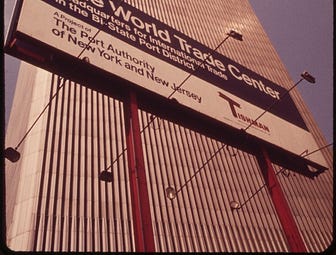 e World Trade Center
eadquarters for International Trade
in the Bi-State Port District
A Project of
The Port Authority
of New York and New Jersey
TISHMAN